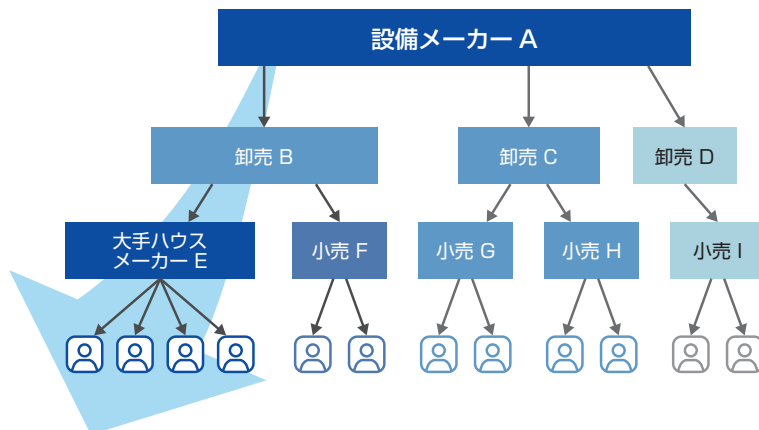 設備メーカー A
卸売 B
卸売 C
卸売 D
大手ハウス
メーカー E
小売 F
小売 G
小売 H
小売 I